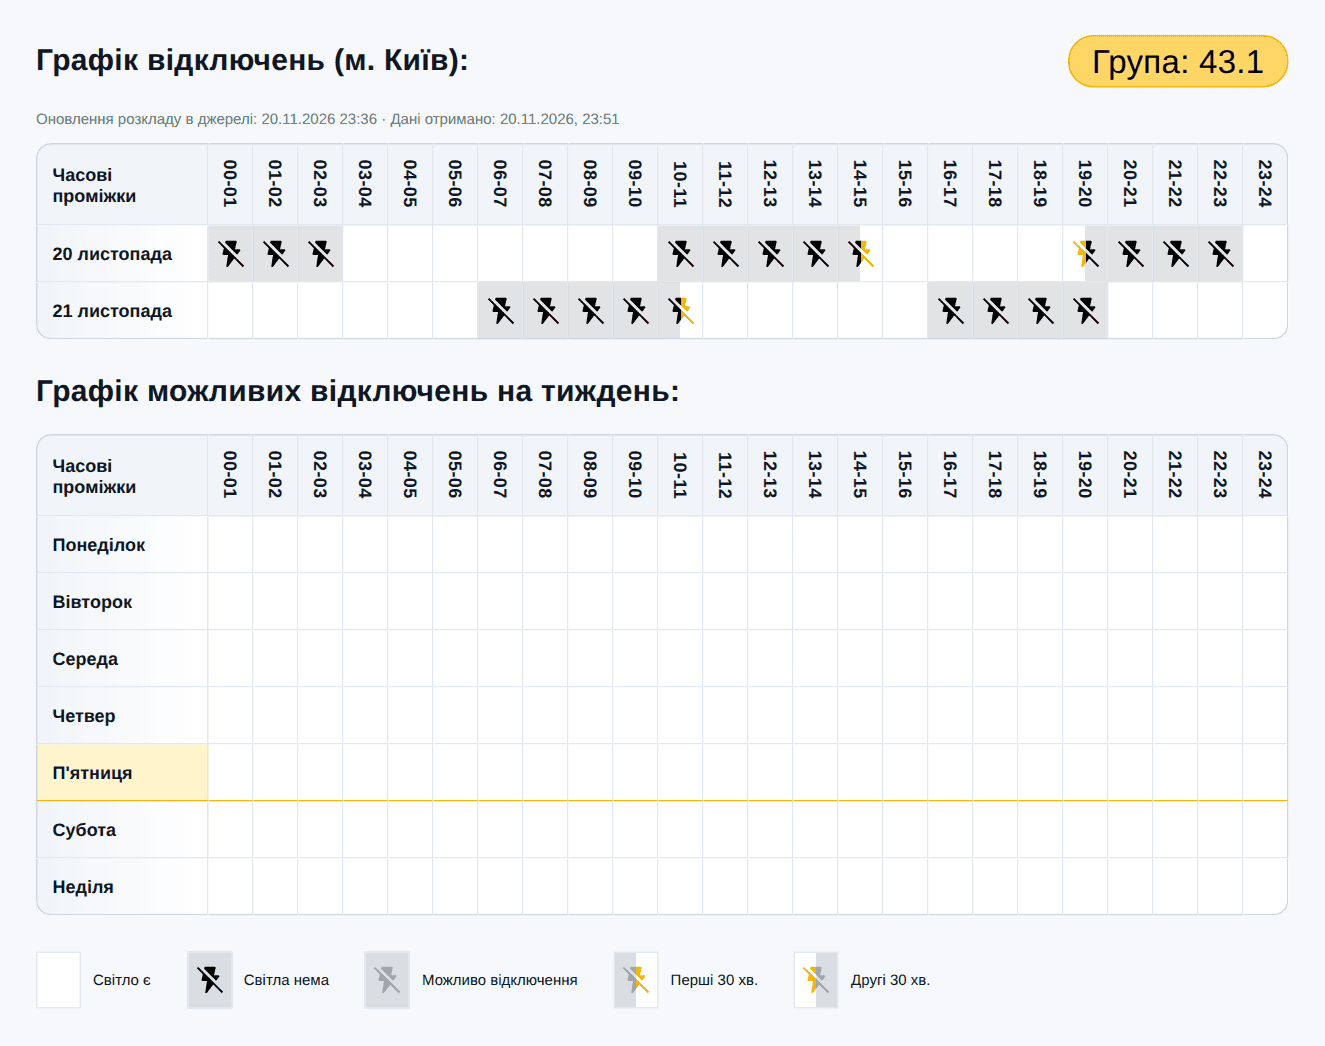 Графік відключень (м. Київ):
Група: 43.1
Оновлення розкладу в джерелі: 20.11.2026 23:36 · Дані отримано: 20.11.2026, 23:51
Часові проміжки 00-01 01-02 02-03 03-04 04-05 05-06 06-07 07-08 08-09 09-10 10-11 11-12 12-13 13-14 14-15 15-16 16-17 17-18 18-19 19-20 20-21 21-22 22-23 23-24
20 листопада
21 листопада
Графік можливих відключень на тиждень:
Часові проміжки 00-01 01-02 02-03 03-04 04-05 05-06 06-07 07-08 08-09 09-10 10-11 11-12 12-13 13-14 14-15 15-16 16-17 17-18 18-19 19-20 20-21 21-22 22-23 23-24
Понеділок
Вівторок
Середа
Четвер
П'ятниця
Субота
Неділя
Світло є Світла нема Можливо відключення Перші 30 хв. Другі 30 хв.